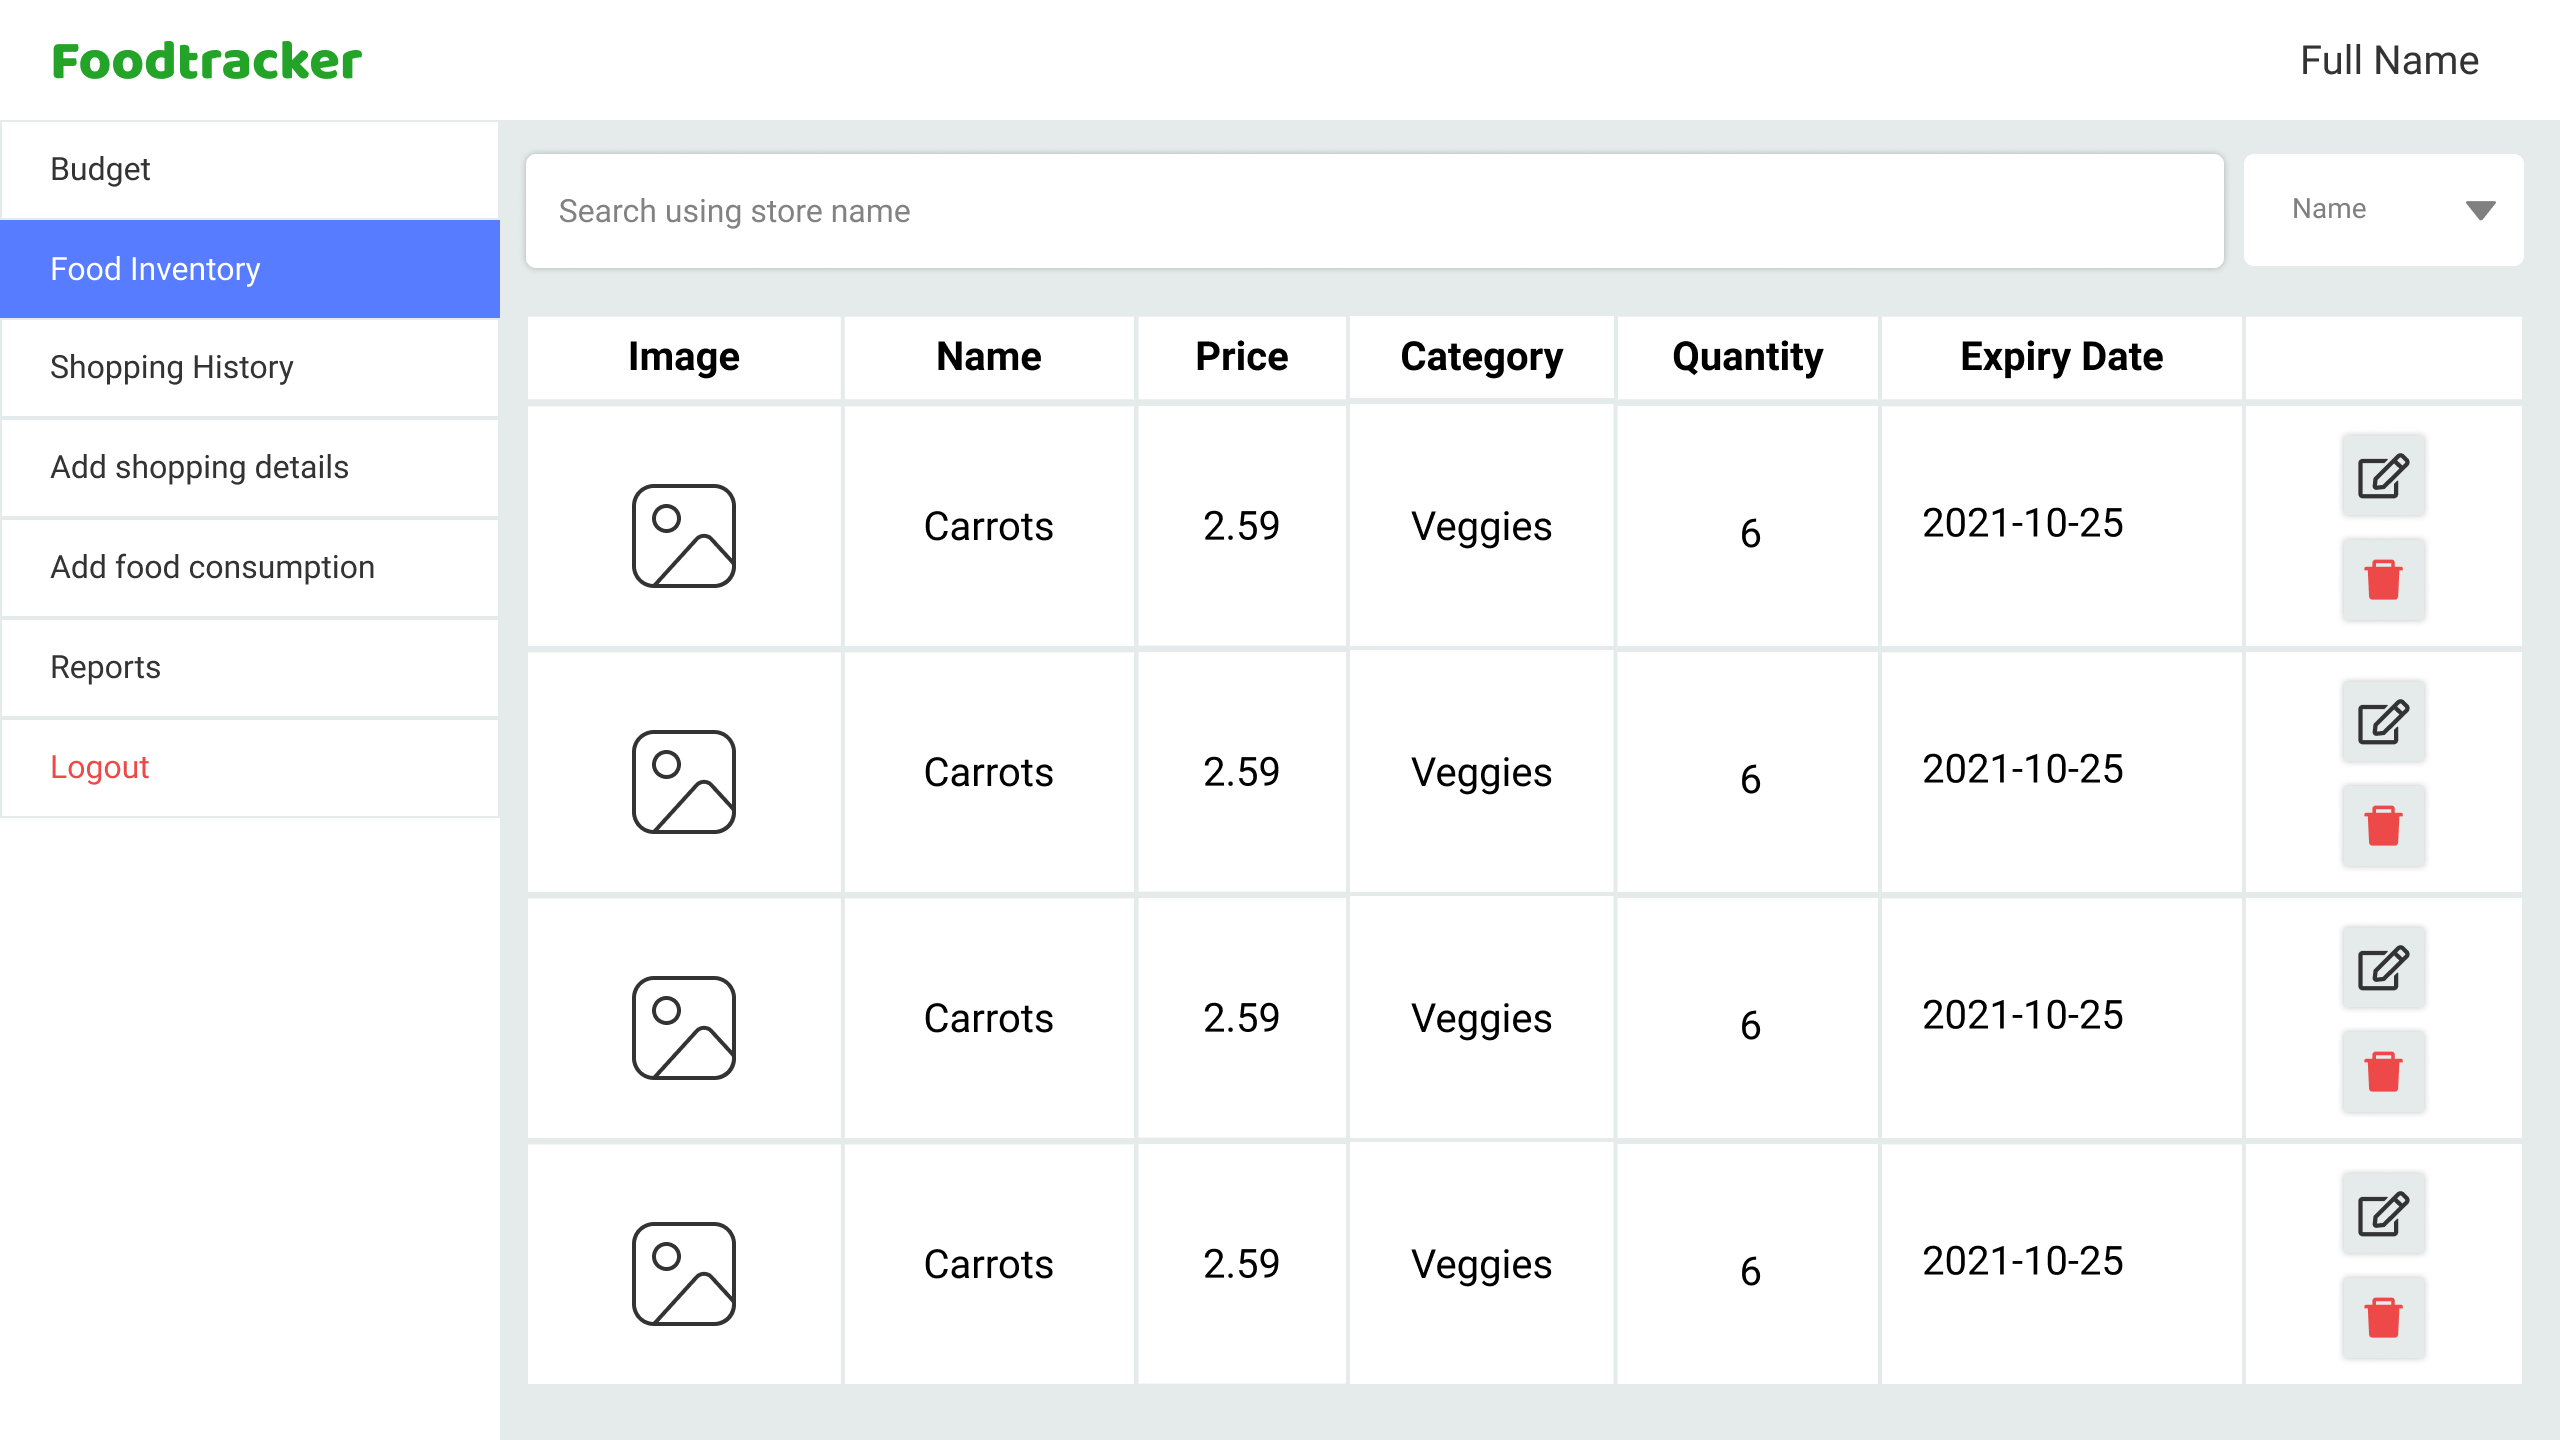 Foodtracker
Full Name
Budget
Food Inventory
Shopping History
Add shopping details
Add food consumption
Reports
Logout
Search using store name
Name
Image Name Price Category Quantity Expiry Date
Carrots 2.59 Veggies 6 2021-10-25
Carrots 2.59 Veggies 6 2021-10-25
Carrots 2.59 Veggies 6 2021-10-25
Carrots 2.59 Veggies 6 2021-10-25